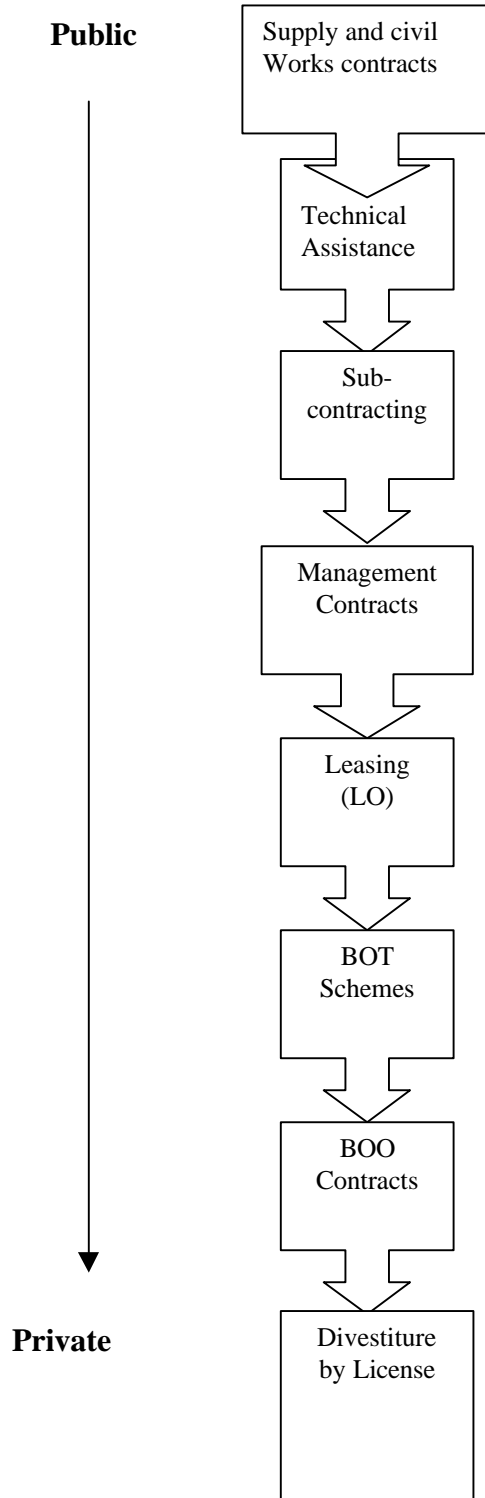 Public
Supply and civil
Works contracts
Technical
Assistance
Sub-
contracting
Management
Contracts
Leasing
(LO)
BOT
Schemes
BOO
Contracts
Private
Divestiture
by License